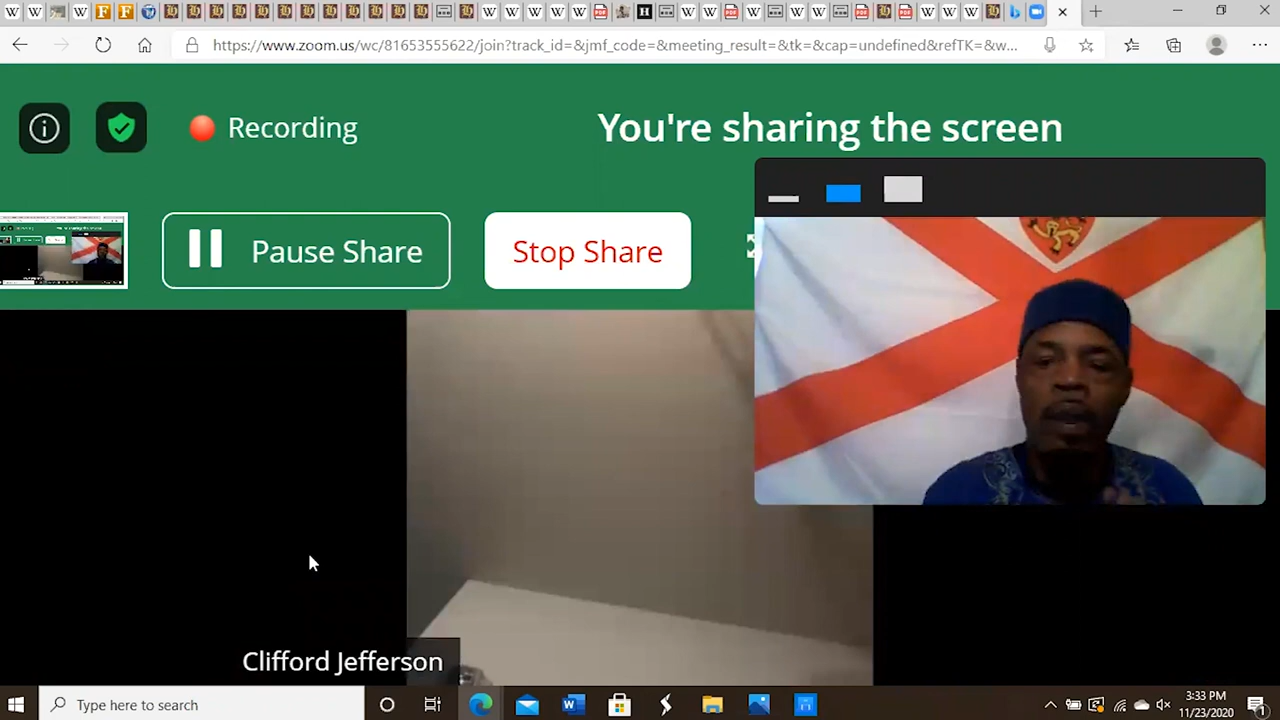 https://www.zoom.us/wc/81653555622/join?track_id=&jmf_code=&meeting_result=&tk=&cap=undefined&refTK=&w...
Recording
You're sharing the screen
Pause Share
Stop Share
Clifford Jefferson
Type here to search
3:33 PM
11/23/2020